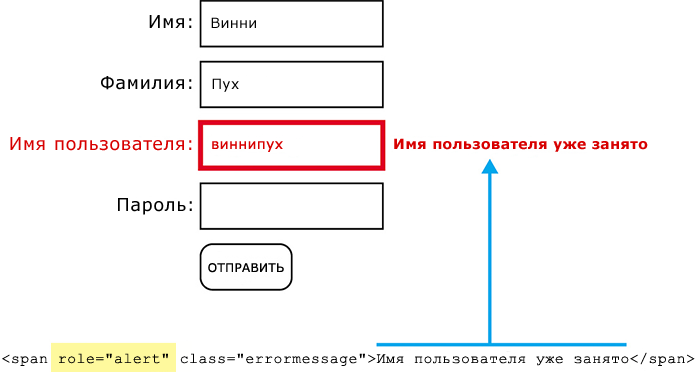 Имя: Винни
Фамилия: Пух
Имя пользователя: виннипух Имя пользователя уже занято
Пароль:
ОТПРАВИТЬ
<span role="alert" class="errormessage">Имя пользователя уже занято</span>